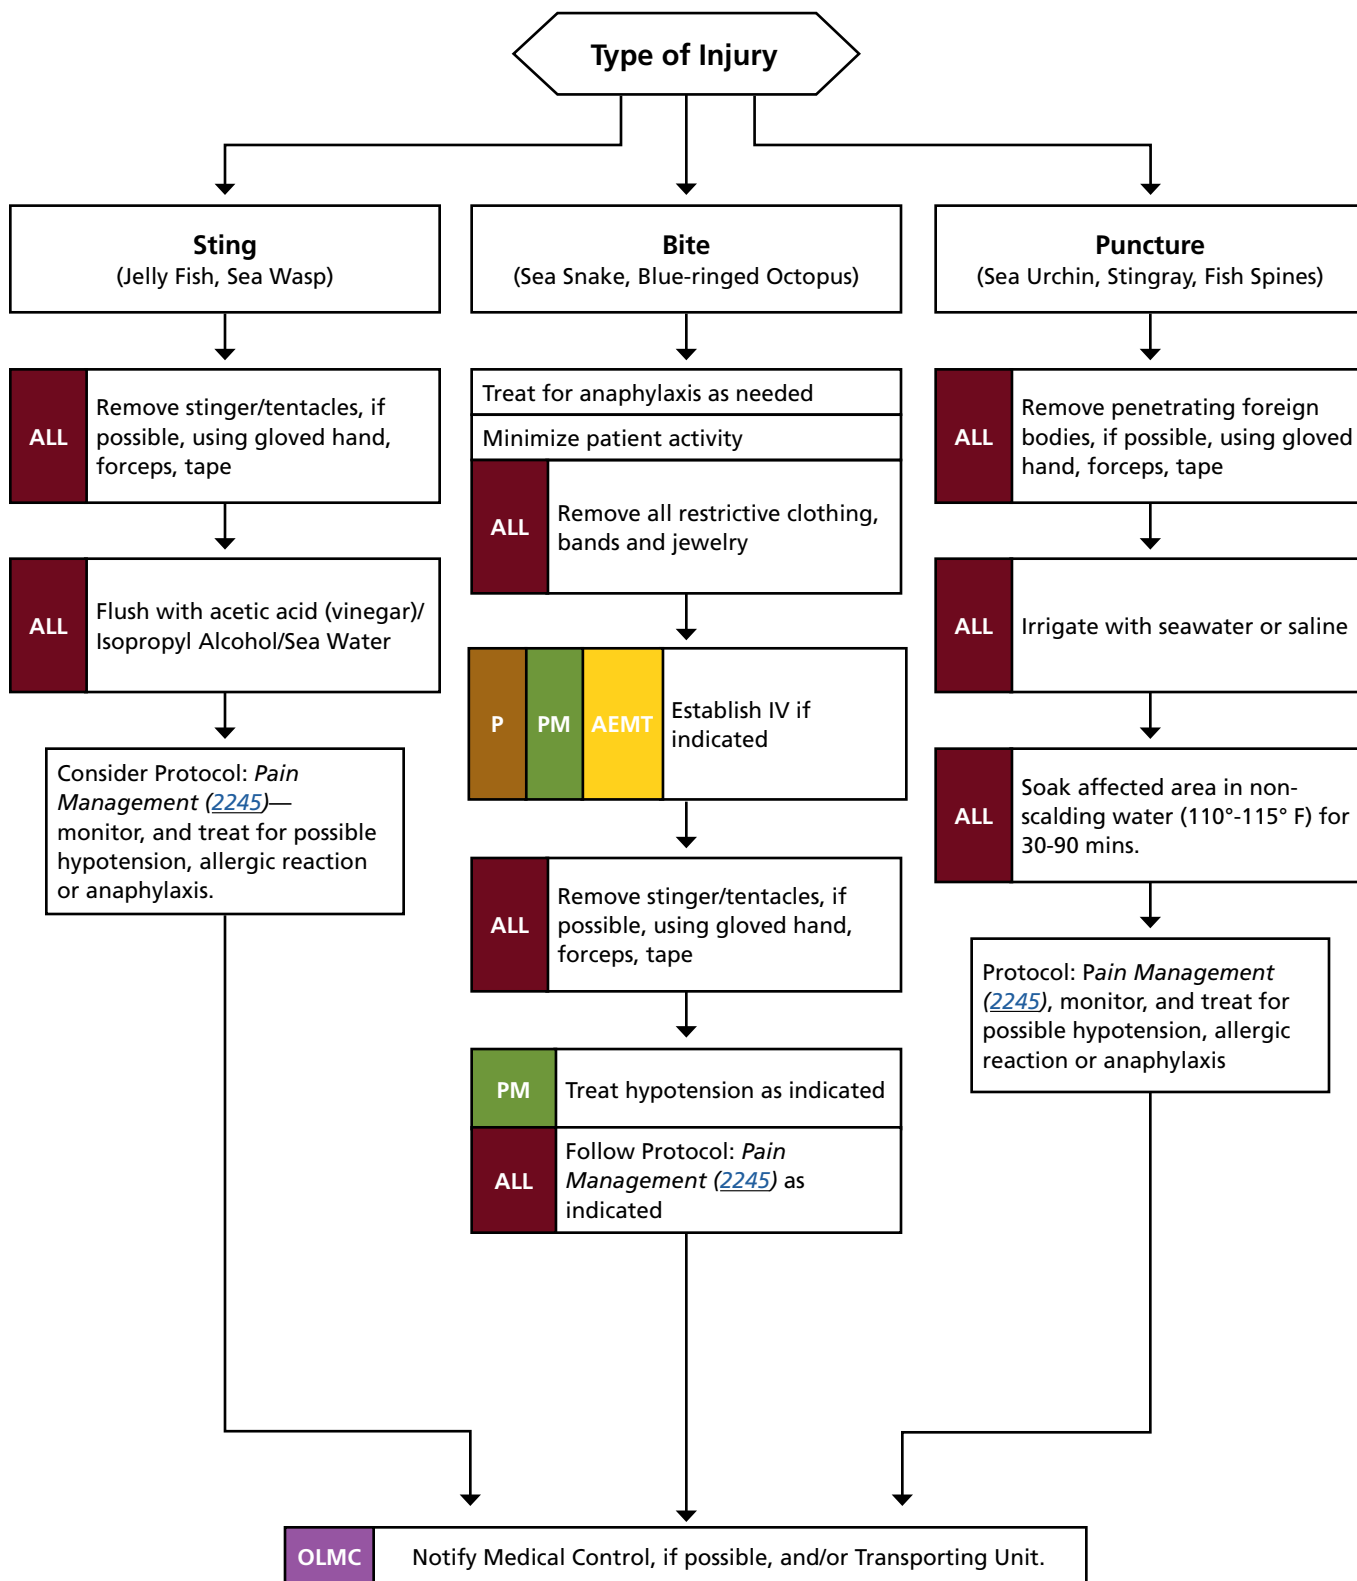 Type of Injury
Sting
(Jelly Fish, Sea Wasp)
ALL
Remove stinger/tentacles, if
possible, using gloved hand,
forceps, tape
ALL
Flush with acetic acid (vinegar)/
Isopropyl Alcohol/Sea Water
Consider Protocol: Pain
Management (2245)—
monitor, and treat for possible
hypotension, allergic reaction
or anaphylaxis.
Bite
(Sea Snake, Blue-ringed Octopus)
Treat for anaphylaxis as needed
Minimize patient activity
ALL
Remove all restrictive clothing,
bands and jewelry
P PM AEMT
Establish IV if
indicated
ALL
Remove stinger/tentacles, if
possible, using gloved hand,
forceps, tape
PM
Treat hypotension as indicated
ALL
Follow Protocol: Pain
Management (2245) as
indicated
Puncture
(Sea Urchin, Stingray, Fish Spines)
ALL
Remove penetrating foreign
bodies, if possible, using gloved
hand, forceps, tape
ALL
Irrigate with seawater or saline
ALL
Soak affected area in non-
scalding water (110°-115° F) for
30-90 mins.
Protocol: Pain Management
(2245), monitor, and treat for
possible hypotension, allergic
reaction or anaphylaxis
OLMC
Notify Medical Control, if possible, and/or Transporting Unit.